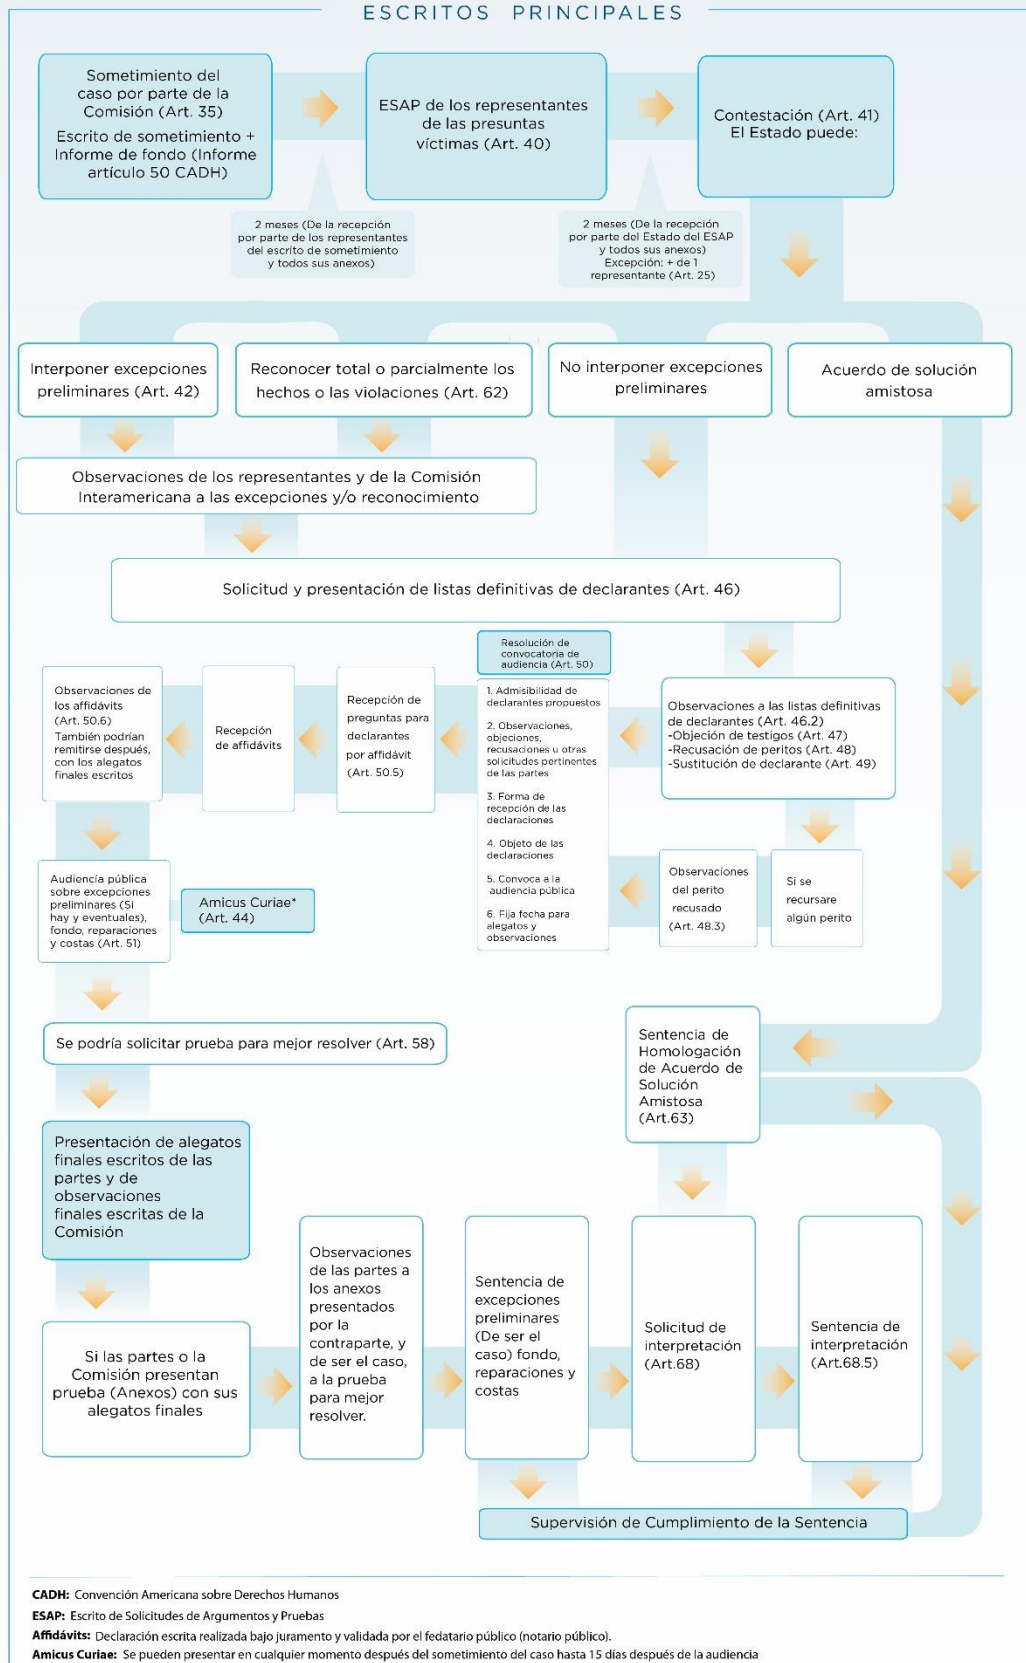 ESCRITOS PRINCIPALES
Sometimiento del
caso por parte de la
Comisión (Art. 35)
Escrito de sometimiento +
Informe de fondo (Informe
artículo 50 CADH)
ESAP de los representantes
de las presuntas
víctimas (Art. 40)
Contestación (Art. 41)
El Estado puede:
2 meses (De la recepción
por parte de los representantes
del escrito de sometimiento
y todos sus anexos)
2 meses (De la recepción
por parte del Estado del ESAP
y todos sus anexos)
Excepción: + de 1
representante (Art. 25)
Interponer excepciones
preliminares (Art. 42)
Reconocer total o parcialmente los
hechos o las violaciones (Art. 62)
No interponer excepciones
preliminares
Acuerdo de solución
amistosa
Observaciones de los representantes y de la Comisión
Interamericana a las excepciones y/o reconocimiento
Solicitud y presentación de listas definitivas de declarantes (Art. 46)
Observaciones a las listas definitivas
de declarantes (Art. 46.2)
-Objeción de testigos (Art. 47)
-Recusación de peritos (Art. 48)
-Sustitución de declarante (Art. 49)
Si se
recursare
algún perito
Observaciones
del perito
recusado
(Art. 48.3)
Resolución de
convocatoria de
audiencia (Art. 50)
1. Admisibilidad de
declarantes propuestos
2. Observaciones,
objeciones,
recusaciones u otras
solicitudes pertinentes
de las partes
3. Forma de
recepción de las
declaraciones
4. Objeto de las
declaraciones
5. Convoca a la
audiencia pública
6. Fija fecha para
alegatos y
observaciones
Recepción de
preguntas para
declarantes
por affidávit
(Art. 50.5)
Recepción
de affidávits
Observaciones de
los affidávits
(Art. 50.6)
También podrían
remitirse después,
con los alegatos
finales escritos
Audiencia pública
sobre excepciones
preliminares (Si
hay y eventuales),
fondo, reparaciones
y costas (Art. 51)
Amicus Curiae*
(Art. 44)
Se podría solicitar prueba para mejor resolver (Art. 58)
Sentencia de
Homologación
de Acuerdo de
Solución
Amistosa
(Art.63)
Presentación de alegatos
finales escritos de las
partes y de
observaciones
finales escritas de la
Comisión
Si las partes o la
Comisión presentan
prueba (Anexos) con sus
alegatos finales
Observaciones
de las partes a
los anexos
presentados
por la
contraparte, y
de ser el caso,
a la prueba
para mejor
resolver.
Sentencia de
excepciones
preliminares
(De ser el
caso) fondo,
reparaciones y
costas
Solicitud de
interpretación
(Art.68)
Sentencia de
interpretación
(Art.68.5)
Supervisión de Cumplimiento de la Sentencia
CADH: Convención Americana sobre Derechos Humanos
ESAP: Escrito de Solicitudes de Argumentos y Pruebas
Affidávits: Declaración escrita realizada bajo juramento y validada por el fedatario público (notario público).
Amicus Curiae: Se pueden presentar en cualquier momento después del sometimiento del caso hasta 15 días después de la audiencia